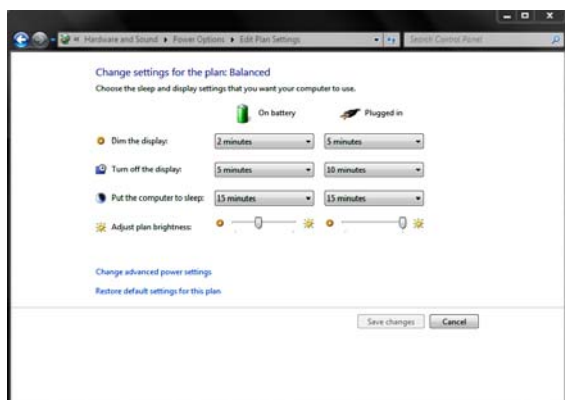 « Hardware and Sound ▸ Power Options ▸ Edit Plan Settings
Search Control Panel
Change settings for the plan: Balanced
Choose the sleep and display settings that you want your computer to use.
On battery Plugged in
Dim the display: 2 minutes 5 minutes
Turn off the display: 5 minutes 10 minutes
Put the computer to sleep: 15 minutes 15 minutes
Adjust plan brightness:
Change advanced power settings
Restore default settings for this plan
Save changes Cancel